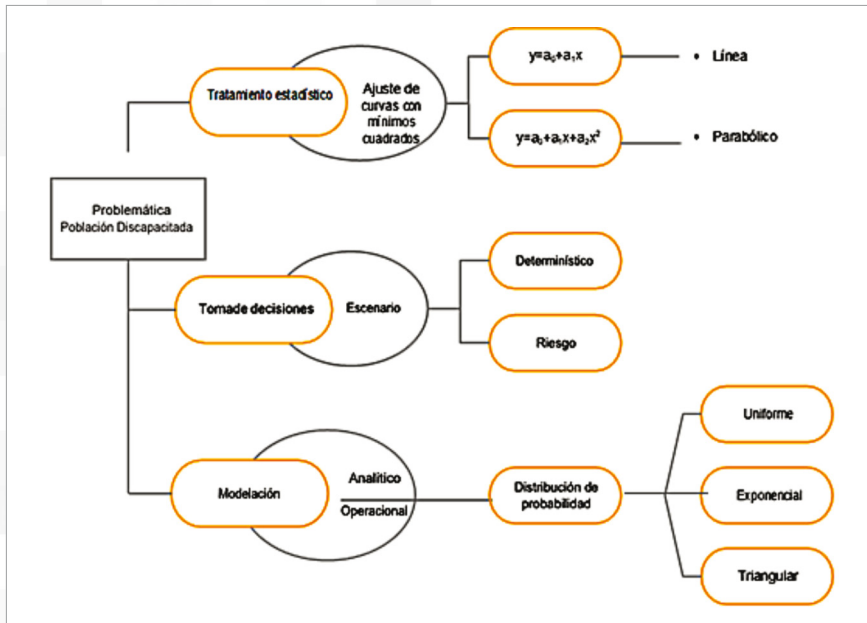 Problemática
Población Discapacitada
Tratamiento estadístico
Ajuste de
curvas con
mínimos
cuadrados
y=a₀+a₁x
• Línea
y=a₀+a₁x+a₂x²
• Parabólico
Tomade decisiones
Escenario
Determinístico
Riesgo
Modelación
Analítico
Operacional
Distribución de
probabilidad
Uniforme
Exponencial
Triangular